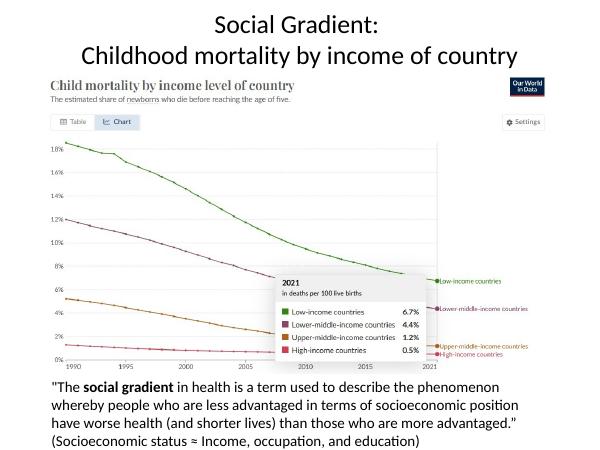 Social Gradient:
Childhood mortality by income of country
Child mortality by income level of country
The estimated share of newborns who die before reaching the age of five.
Our World
in Data
Table
Chart
Settings
18%
16%
14%
12%
10%
8%
6%
4%
2%
0%
1990
1995
2000
2005
2010
2015
2021
Low-income countries
Lower-middle-income countries
Upper-middle-income countries
High-income countries
2021
in deaths per 100 live births
Low-income countries 6.7%
Lower-middle-income countries 4.4%
Upper-middle-income countries 1.2%
High-income countries 0.5%
"The social gradient in health is a term used to describe the phenomenon
whereby people who are less advantaged in terms of socioeconomic position
have worse health (and shorter lives) than those who are more advantaged.”
(Socioeconomic status ≈ Income, occupation, and education)